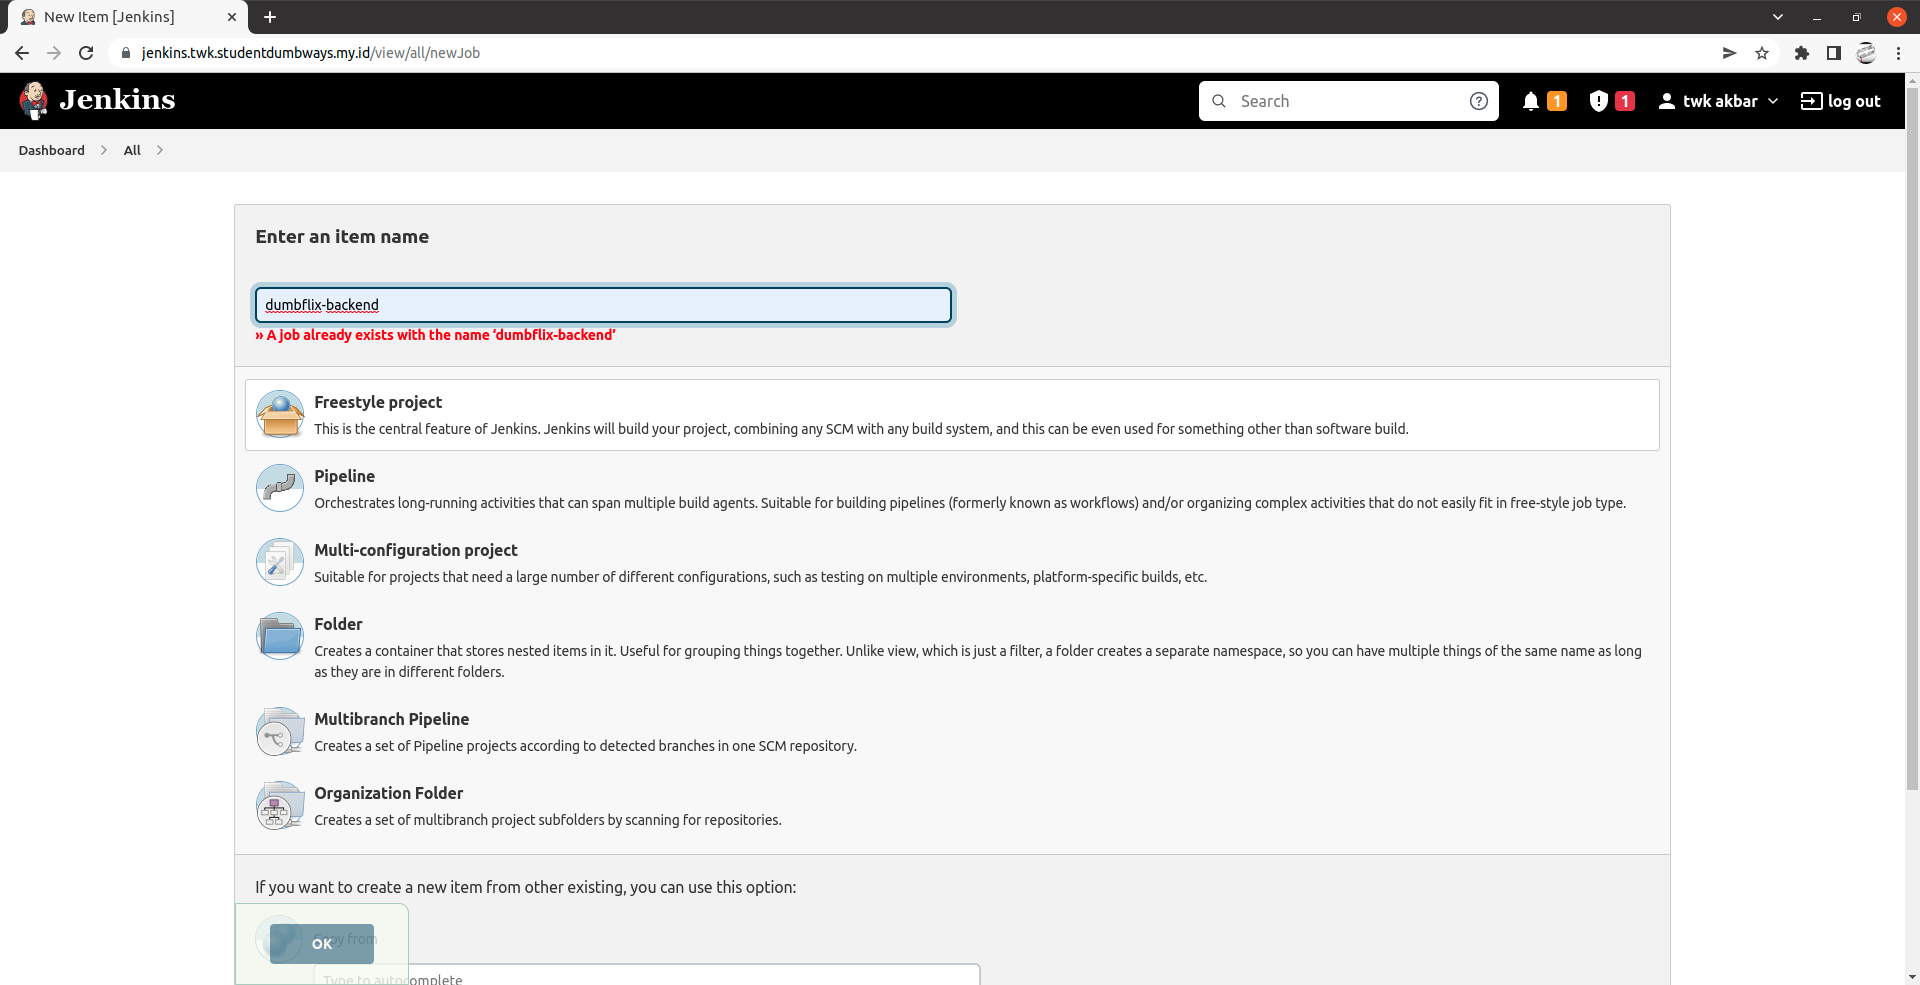 New Item [Jenkins]
jenkins.twk.studentdumbways.my.id/view/all/newJob
Jenkins
Search
1
1
twk akbar
log out
Dashboard
All
Enter an item name
dumbflix-backend
» A job already exists with the name ‘dumbflix-backend’
Freestyle project
This is the central feature of Jenkins. Jenkins will build your project, combining any SCM with any build system, and this can be even used for something other than software build.
Pipeline
Orchestrates long-running activities that can span multiple build agents. Suitable for building pipelines (formerly known as workflows) and/or organizing complex activities that do not easily fit in free-style job type.
Multi-configuration project
Suitable for projects that need a large number of different configurations, such as testing on multiple environments, platform-specific builds, etc.
Folder
Creates a container that stores nested items in it. Useful for grouping things together. Unlike view, which is just a filter, a folder creates a separate namespace, so you can have multiple things of the same name as long
as they are in different folders.
Multibranch Pipeline
Creates a set of Pipeline projects according to detected branches in one SCM repository.
Organization Folder
Creates a set of multibranch project subfolders by scanning for repositories.
If you want to create a new item from other existing, you can use this option:
Copy from
OK
Type to autocomplete